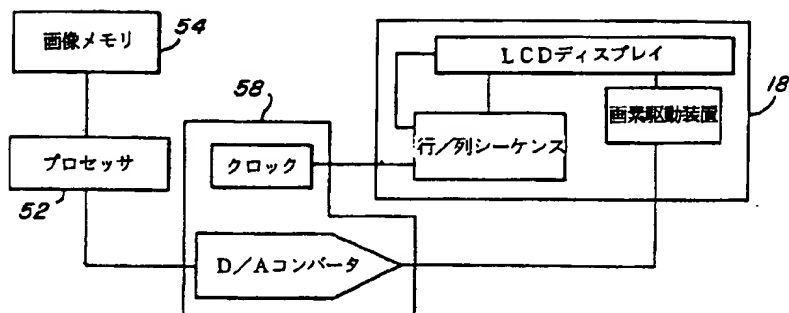 画像メモリ
54
プロセッサ
52
58
クロック
D/Aコンバータ
LCDディスプレイ
行/列シーケンス
画素駆動装置
18